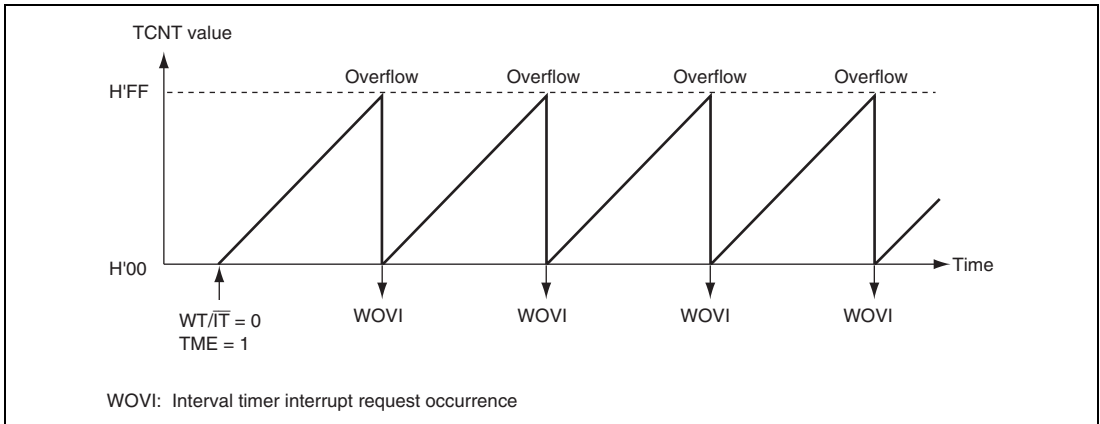 TCNT value
Overflow Overflow Overflow Overflow
H'FF
H'00
Time
WT/I̅T̅ = 0
TME = 1
WOVI WOVI WOVI WOVI
WOVI: Interval timer interrupt request occurrence